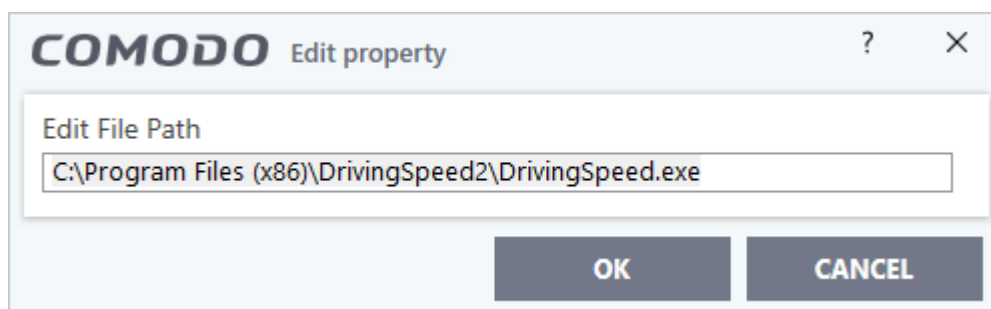 COMODO Edit property ?
Edit File Path
C:\Program Files (x86)\DrivingSpeed2\DrivingSpeed.exe
OK CANCEL